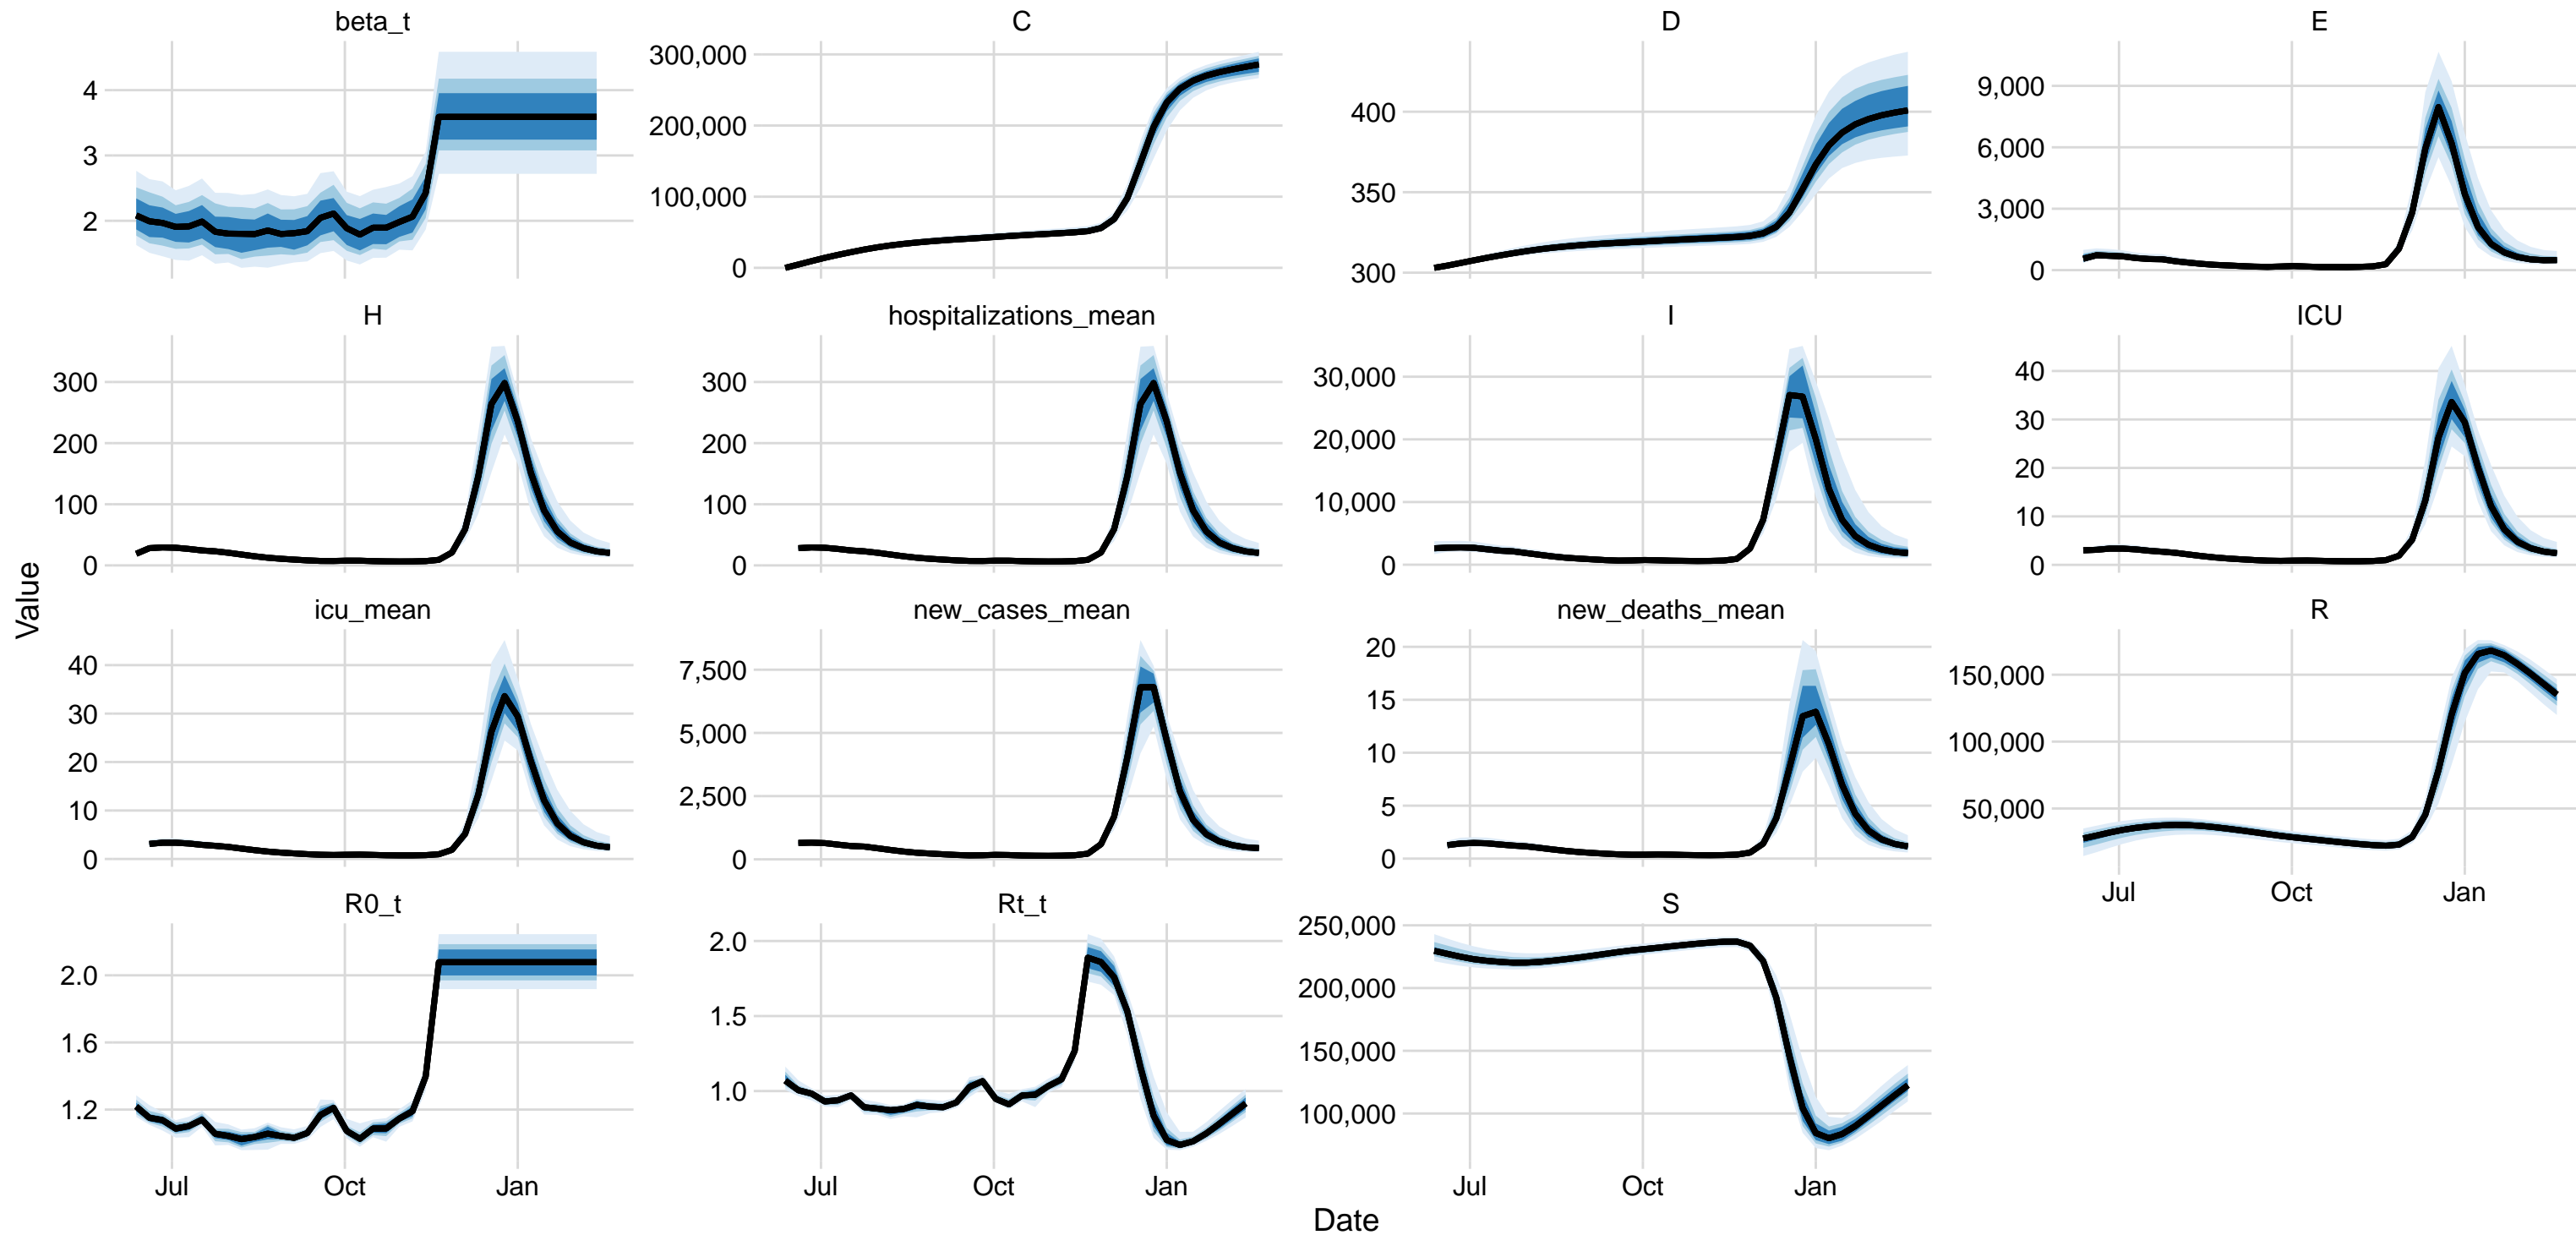 beta_t
C
D
E
4
3
2
300,000
200,000
100,000
0
400
350
300
9,000
6,000
3,000
0
H
hospitalizations_mean
I
ICU
300
200
100
0
300
200
100
0
30,000
20,000
10,000
0
40
30
20
10
0
Value
icu_mean
new_cases_mean
new_deaths_mean
R
40
30
20
10
0
7,500
5,000
2,500
0
20
15
10
5
0
150,000
100,000
50,000
Jul Oct Jan
R0_t
Rt_t
S
2.0
1.6
1.2
2.0
1.5
1.0
250,000
200,000
150,000
100,000
Jul Oct Jan
Jul Oct Jan
Jul Oct Jan
Date